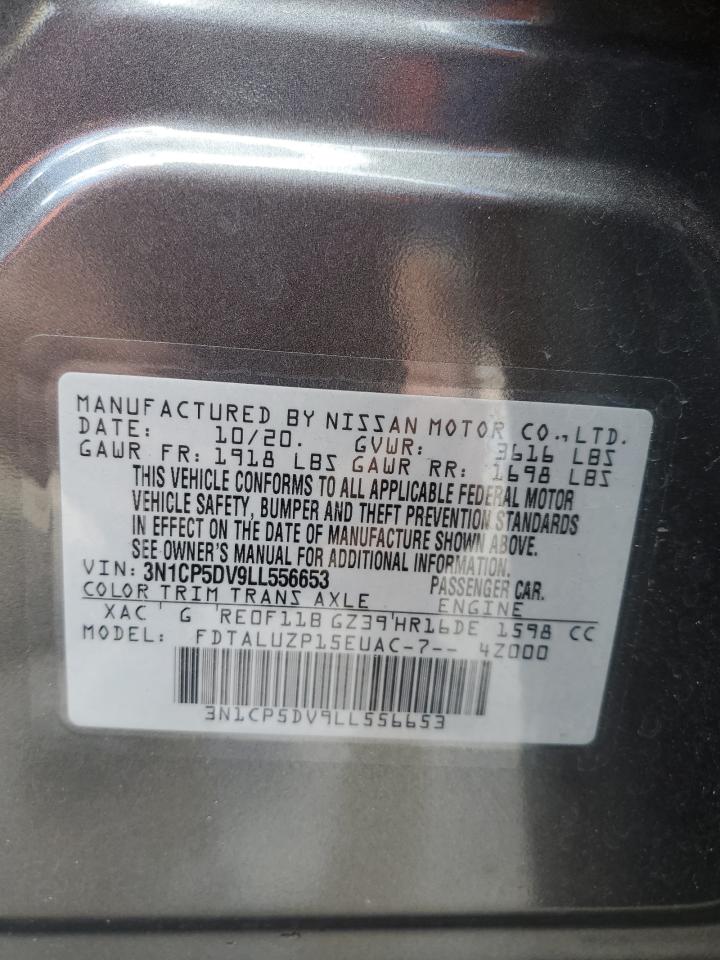 MANUFACTURED BY NISSAN MOTOR CO., LTD.
DATE: 10/20. GVWR: 3616 LBS
GAWR FR: 1918 LBS GAWR RR: 1698 LBS
THIS VEHICLE CONFORMS TO ALL APPLICABLE FEDERAL MOTOR
VEHICLE SAFETY, BUMPER AND THEFT PREVENTION STANDARDS
IN EFFECT ON THE DATE OF MANUFACTURE SHOWN ABOVE.
SEE OWNER'S MANUAL FOR ADDITIONAL INFORMATION.
VIN: 3N1CP5DV9LL556653 PASSENGER CAR.
COLOR TRIM TRANS AXLE ENGINE
XAC ' G 'RE0F11B GZ39'HR16DE 1598 CC
MODEL: FDTALUZP15EUAC-7-- 4Z000
3N1CP5DV9LL556653